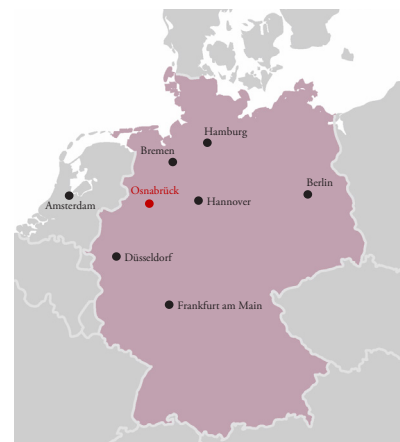 Hamburg
Bremen
Osnabrück
Berlin
Amsterdam
Hannover
Düsseldorf
Frankfurt am Main